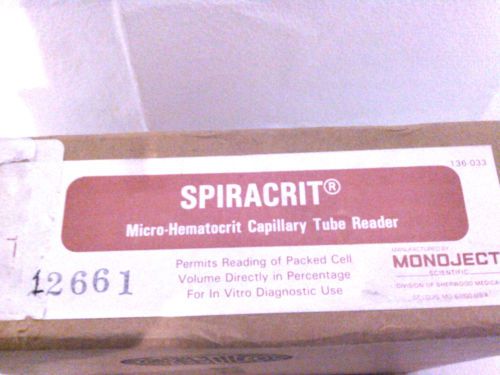 136-033
SPIRACRIT®
Micro-Hematocrit Capillary Tube Reader
Permits Reading of Packed Cell
Volume Directly in Percentage
For In Vitro Diagnostic Use
MANUFACTURED BY
MONOJECT
SCIENTIFIC
DIVISION OF SHERWOOD MEDICAL
12661